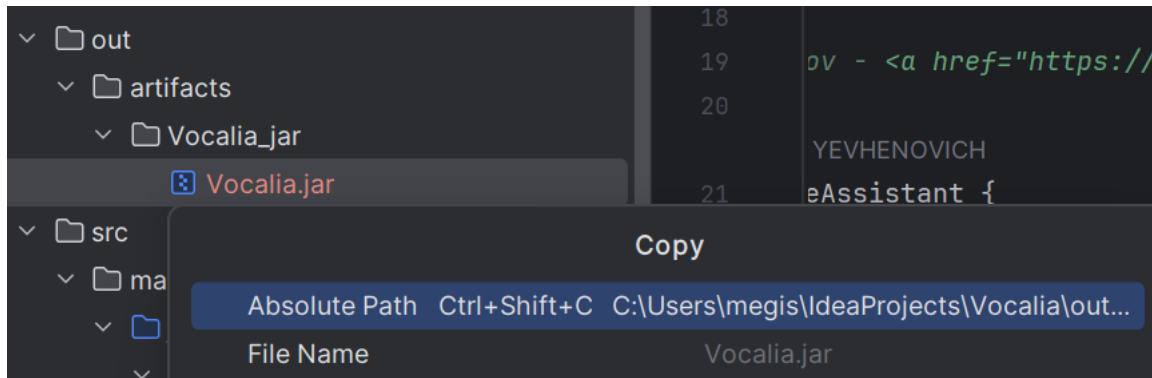 out
artifacts
Vocalia_jar
Vocalia.jar
src
ma
18
19 ov - <a href="https://
20
YEVHENOVICH
21 eAssistant {
Copy
Absolute Path Ctrl+Shift+C C:\Users\megis\IdeaProjects\Vocalia\out...
File Name Vocalia.jar